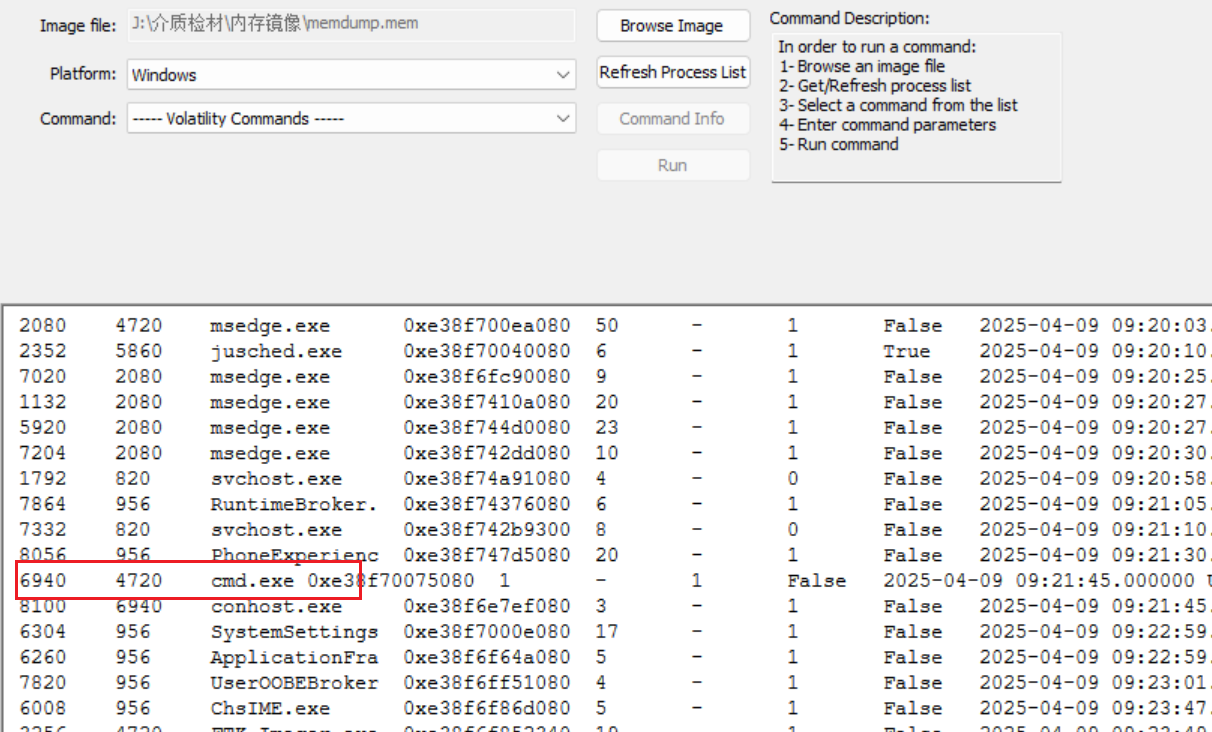 Image file: J:\介质检材\内存镜像\memdump.mem Browse Image Command Description:
In order to run a command:
1- Browse an image file
Platform: Windows Refresh Process List 2- Get/Refresh process list
3- Select a command from the list
Command: ----- Volatility Commands ----- Command Info 4- Enter command parameters
5- Run command
Run
2080 4720 msedge.exe 0xe38f700ea080 50 - 1 False 2025-04-09 09:20:03.
2352 5860 jusched.exe 0xe38f70040080 6 - 1 True 2025-04-09 09:20:10.
7020 2080 msedge.exe 0xe38f6fc90080 9 - 1 False 2025-04-09 09:20:25.
1132 2080 msedge.exe 0xe38f7410a080 20 - 1 False 2025-04-09 09:20:27.
5920 2080 msedge.exe 0xe38f744d0080 23 - 1 False 2025-04-09 09:20:27.
7204 2080 msedge.exe 0xe38f742dd080 10 - 1 False 2025-04-09 09:20:30.
1792 820 svchost.exe 0xe38f74a91080 4 - 0 False 2025-04-09 09:20:58.
7864 956 RuntimeBroker. 0xe38f74376080 6 - 1 False 2025-04-09 09:21:05.
7332 820 svchost.exe 0xe38f742b9300 8 - 0 False 2025-04-09 09:21:10.
8056 956 PhoneExperienc 0xe38f747d5080 20 - 1 False 2025-04-09 09:21:30.
6940 4720 cmd.exe 0xe38f70075080 1 - 1 False 2025-04-09 09:21:45.000000 U
8100 6940 conhost.exe 0xe38f6e7ef080 3 - 1 False 2025-04-09 09:21:45.
6304 956 SystemSettings 0xe38f7000e080 17 - 1 False 2025-04-09 09:22:59.
6260 956 ApplicationFra 0xe38f6f64a080 5 - 1 False 2025-04-09 09:22:59.
7820 956 UserOOBEBroker 0xe38f6ff51080 4 - 1 False 2025-04-09 09:23:01.
6008 956 ChsIME.exe 0xe38f6f86d080 5 - 1 False 2025-04-09 09:23:47.